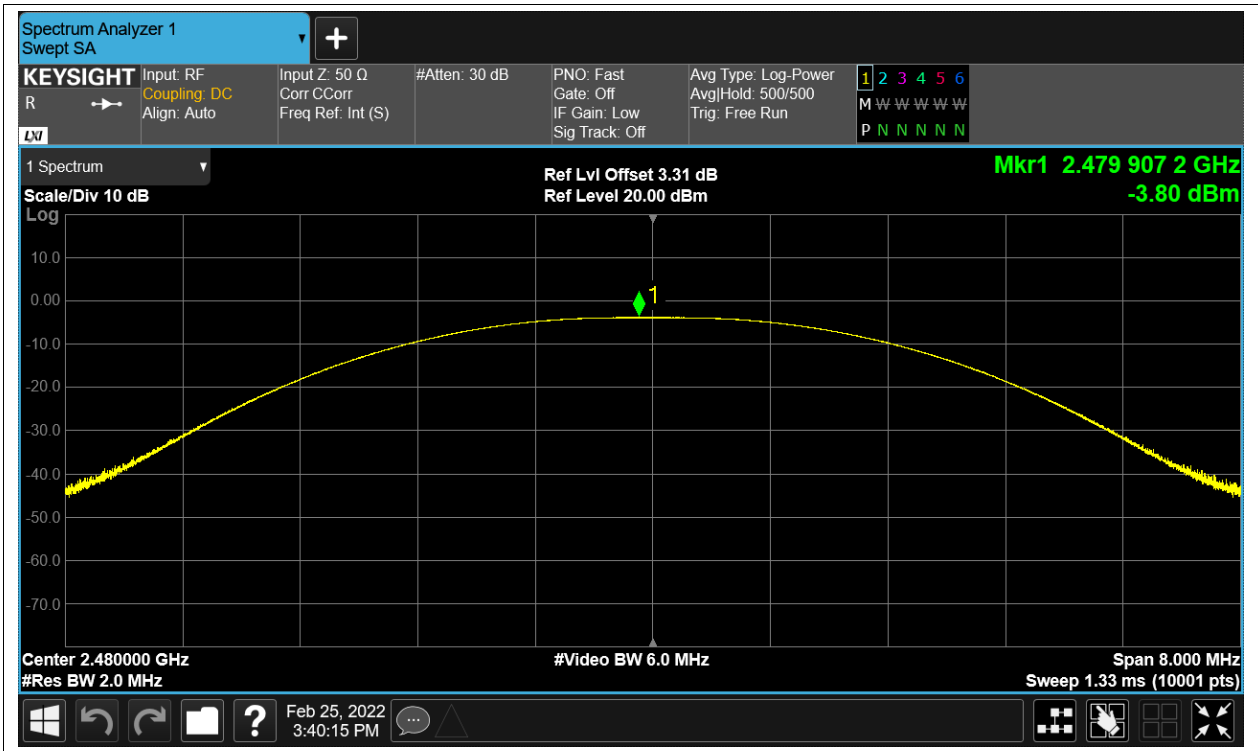 Spectrum Analyzer 1
Swept SA
KEYSIGHT
R
LXI
Input: RF
Coupling: DC
Align: Auto
Input Z: 50 Ω
Corr CCorr
Freq Ref: Int (S)
#Atten: 30 dB
PNO: Fast
Gate: Off
IF Gain: Low
Sig Track: Off
Avg Type: Log-Power
Avg|Hold: 500/500
Trig: Free Run
1 2 3 4 5 6
M W W W W W
P N N N N N
1 Spectrum
Scale/Div 10 dB
Log
Ref Lvl Offset 3.31 dB
Ref Level 20.00 dBm
Mkr1 2.479 907 2 GHz
-3.80 dBm
1
10.0
0.00
-10.0
-20.0
-30.0
-40.0
-50.0
-60.0
-70.0
Center 2.480000 GHz
#Res BW 2.0 MHz
#Video BW 6.0 MHz
Span 8.000 MHz
Sweep 1.33 ms (10001 pts)
?
Feb 25, 2022
3:40:15 PM